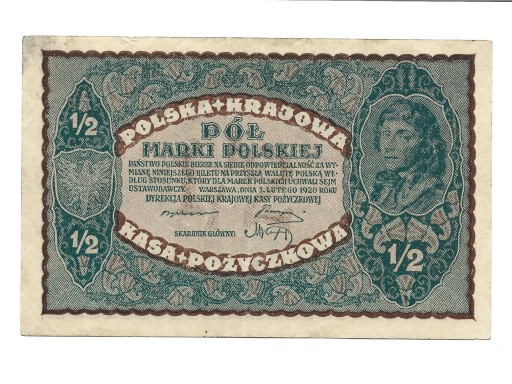 POLSKA KRAJOWA
PÓŁ
MARKI POLSKIEJ
PAŃSTWO POLSKIE BIERZE NA SIEBIE ODPOWIEDZIALNOŚĆ ZA WY-
MIANĘ NINIEJSZEGO BILETU NA PRZYSZŁĄ WALUTĘ POLSKĄ WE-
DŁUG STOSUNKU, KTÓRY DLA MAREK POLSKICH UCHWALI SEJM
USTAWODAWCZY. WARSZAWA, DNIA 7. LUTEGO 1920 ROKU
DYREKCJA POLSKIEJ KRAJOWEJ KASY POŻYCZKOWEJ
SKARBNIK GŁÓWNY:
KASA POŻYCZKOWA
1/2
1/2
1/2
1/2